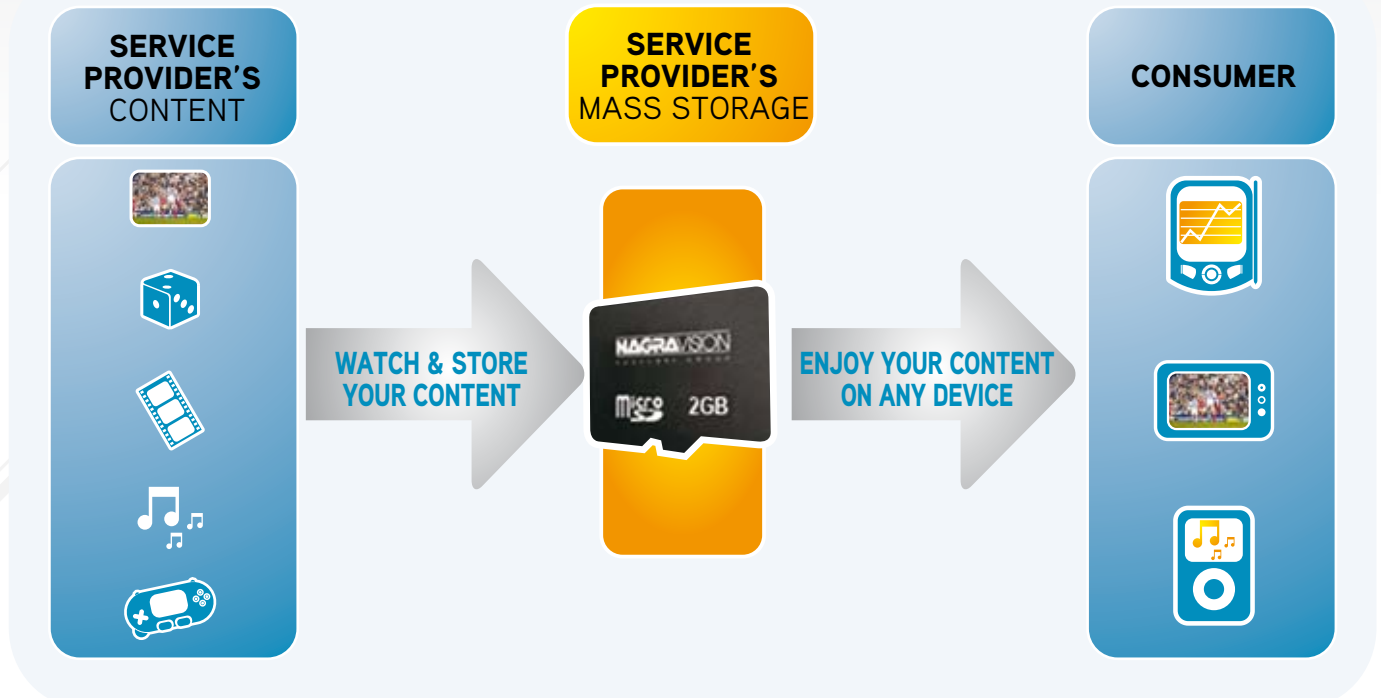 SERVICE
PROVIDER'S
CONTENT
SERVICE
PROVIDER'S
MASS STORAGE
CONSUMER
WATCH & STORE
YOUR CONTENT
NAGRAVISION
micro
2GB
ENJOY YOUR CONTENT
ON ANY DEVICE